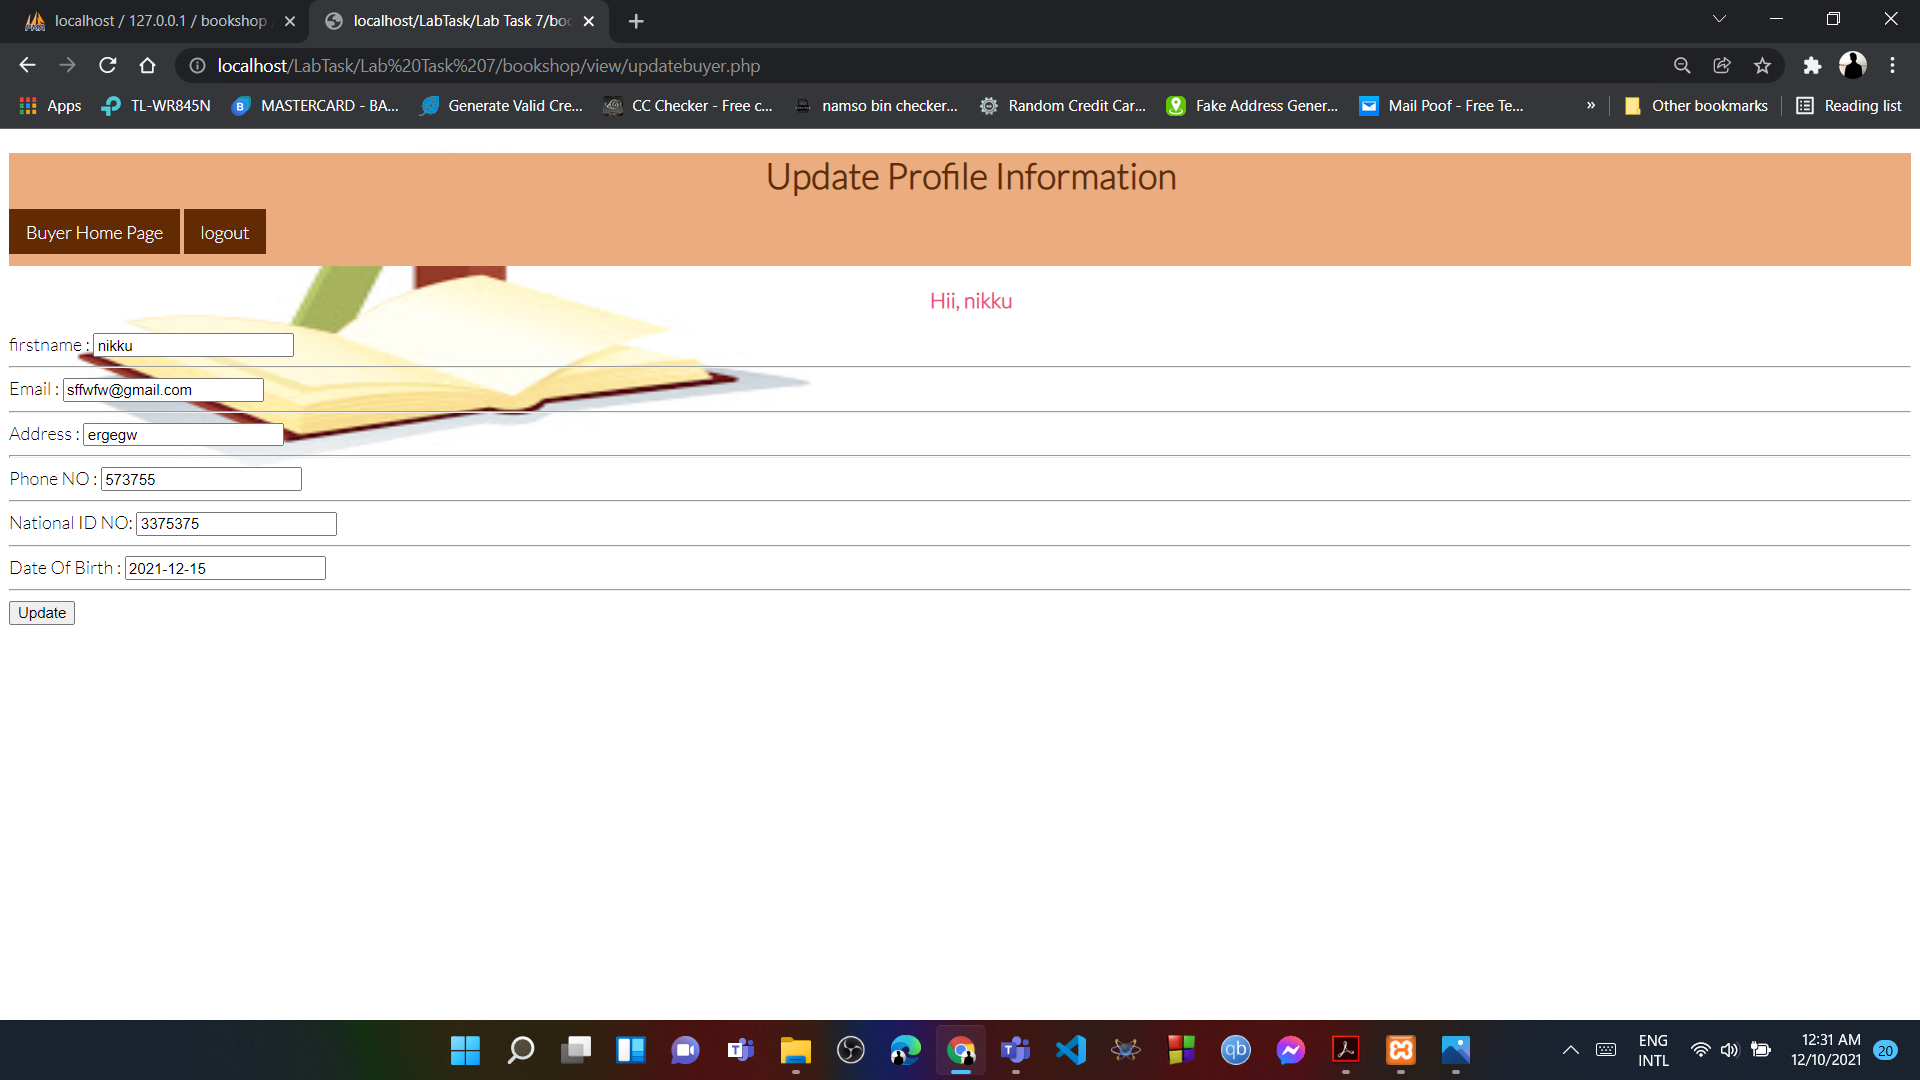 localhost / 127.0.0.1 / bookshop
localhost/LabTask/Lab Task 7/boo
localhost/LabTask/Lab%20Task%207/bookshop/view/updatebuyer.php
Apps
TL-WR845N
MASTERCARD - BA...
Generate Valid Cre...
CC Checker - Free c...
namso bin checker...
Random Credit Car...
Fake Address Gener...
Mail Poof - Free Te...
»
Other bookmarks
Reading list
Update Profile Information
Buyer Home Page
logout
Hii, nikku
firstname : nikku
Email : sffwfw@gmail.com
Address : ergegw
Phone NO : 573755
National ID NO: 3375375
Date Of Birth : 2021-12-15
Update
ENG
INTL
12:31 AM
12/10/2021
20